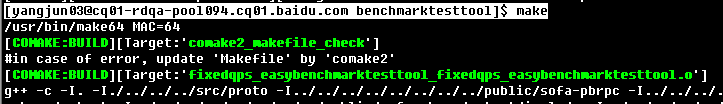 [yangjun03@cq01-rdqa-pool094.cq01.baidu.com benchmarktesttool]$ make
/usr/bin/make64 MAC=64
[COMAKE:BUILD][Target:'comake2_makefile_check']
#in case of error, update 'Makefile' by 'comake2'
[COMAKE:BUILD][Target:'fixedqps_easybenchmarktesttool_fixedqps_easybenchmarktesttool.o']
g++ -c -I. -I./../../../src/proto -I../../../../../../../public/sofa-pbrpc -I../../../.